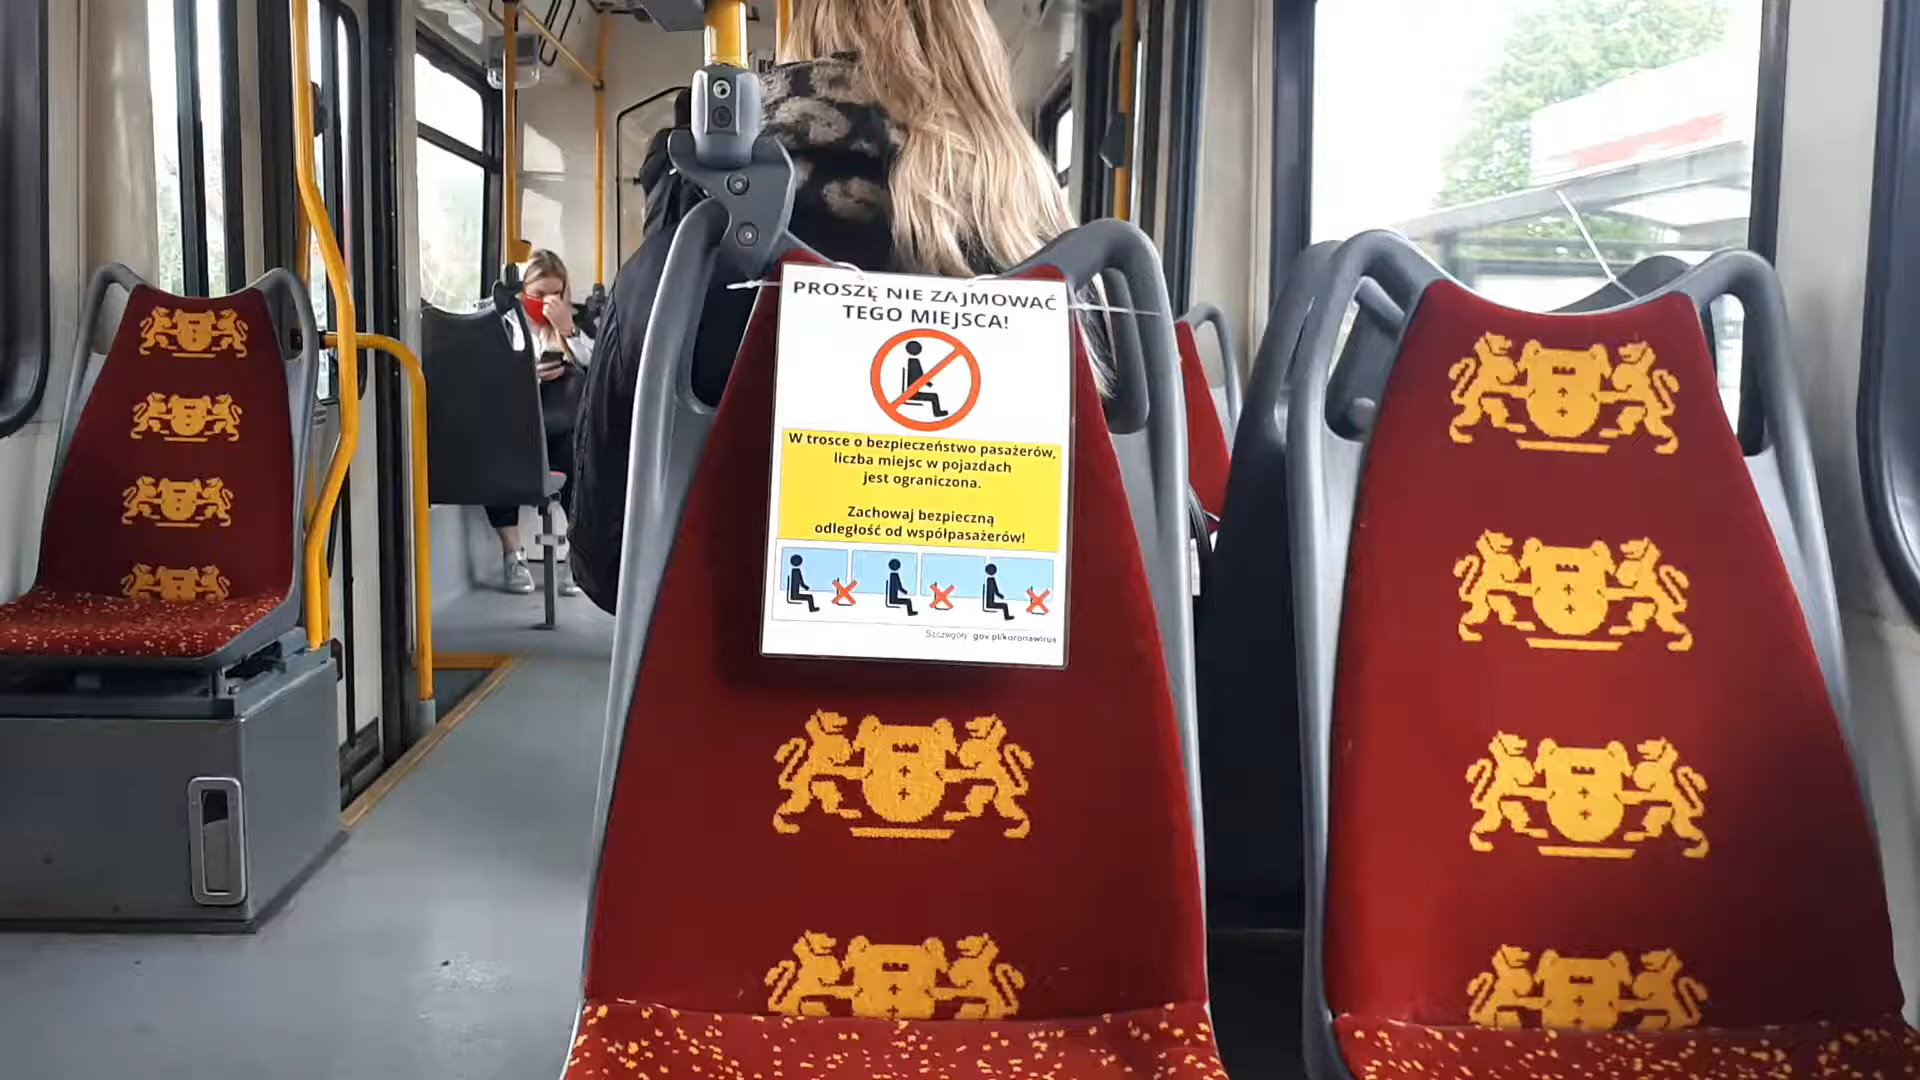 PROSZĘ NIE ZAJMOWAĆ
TEGO MIEJSCA!
W trosce o bezpieczeństwo pasażerów,
liczba miejsc w pojazdach
jest ograniczona.
Zachowaj bezpieczną
odległość od współpasażerów!
Szczegóły: gov.pl/koronawirus